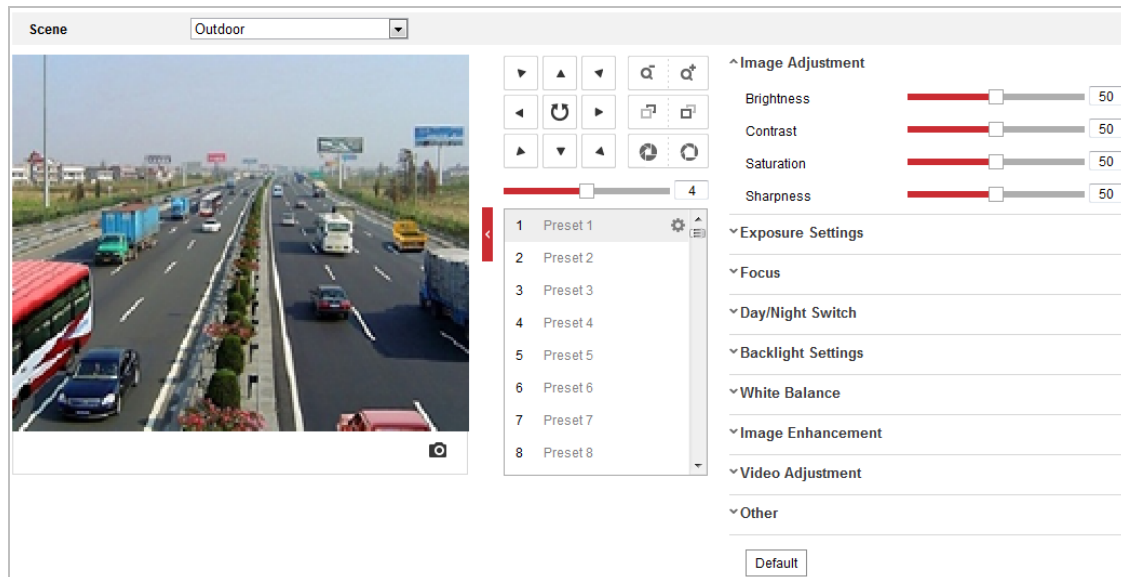 Scene
Outdoor
Image Adjustment
Brightness 50
Contrast 50
Saturation 50
Sharpness 50
4
1 Preset 1
2 Preset 2
3 Preset 3
4 Preset 4
5 Preset 5
6 Preset 6
7 Preset 7
8 Preset 8
Exposure Settings
Focus
Day/Night Switch
Backlight Settings
White Balance
Image Enhancement
Video Adjustment
Other
Default